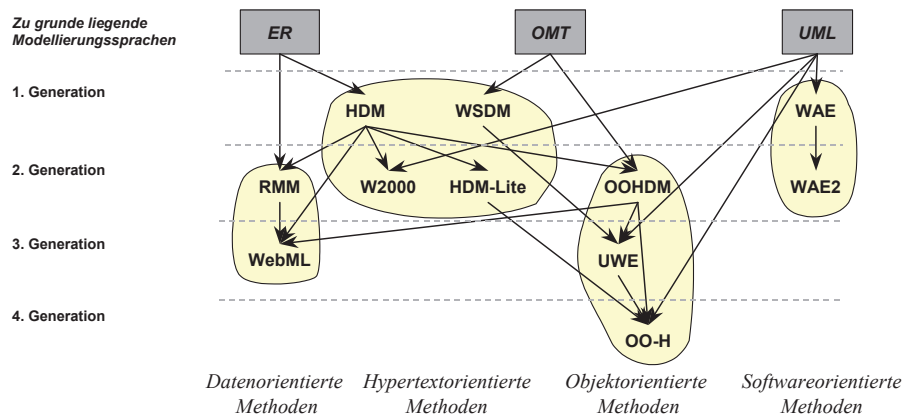 Zu grunde liegende
Modellierungssprachen
ER
OMT
UML
1. Generation
HDM
WSDM
WAE
2. Generation
RMM
W2000
HDM-Lite
OOHDM
WAE2
3. Generation
WebML
UWE
4. Generation
OO-H
Datenorientierte
Methoden
Hypertextorientierte
Methoden
Objektorientierte
Methoden
Softwareorientierte
Methoden